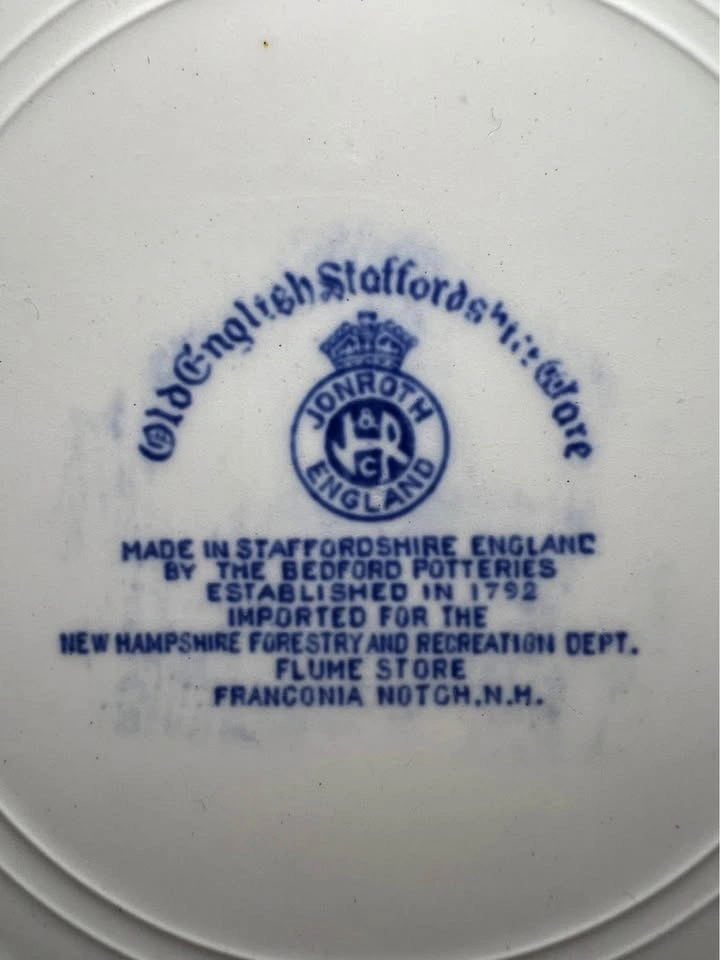 Old English Staffordshire Ware
JONROTH
J H & R C
ENGLAND
MADE IN STAFFORDSHIRE ENGLAND
BY THE BEDFORD POTTERIES
ESTABLISHED IN 1792
IMPORTED FOR THE
NEW HAMPSHIRE FORESTRY AND RECREATION DEPT.
FLUME STORE
FRANCONIA NOTCH, N.H.